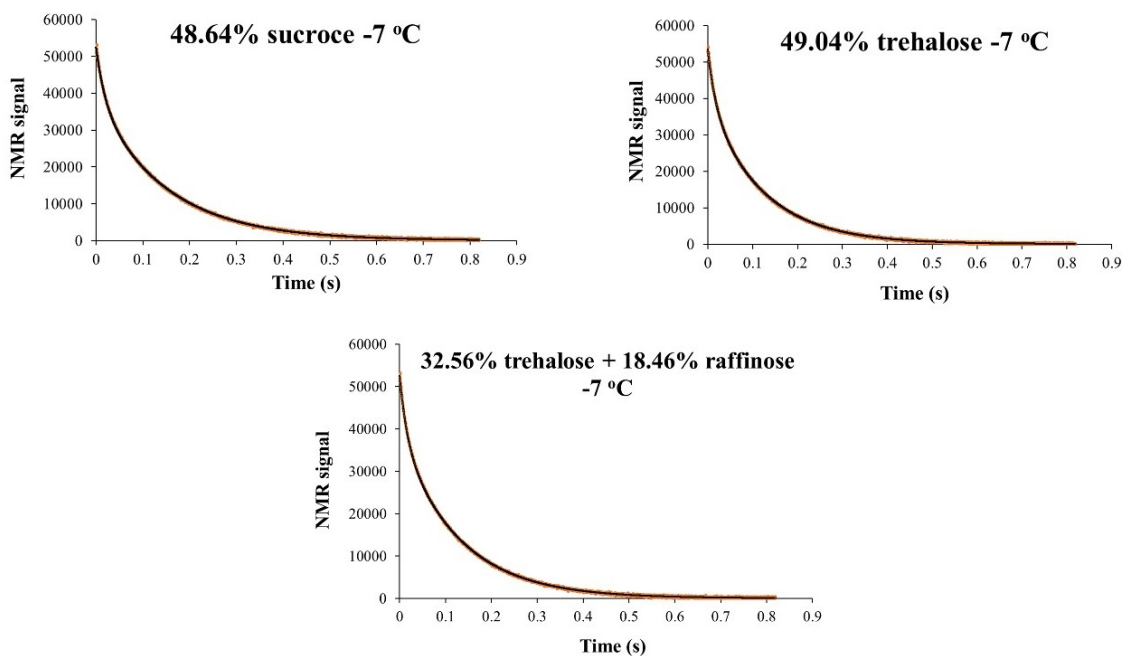 48.64% sucroce -7 °C
NMR signal
60000
50000
40000
30000
20000
10000
0
0 0.1 0.2 0.3 0.4 0.5 0.6 0.7 0.8 0.9
Time (s)
49.04% trehalose -7 °C
NMR signal
60000
50000
40000
30000
20000
10000
0
0 0.1 0.2 0.3 0.4 0.5 0.6 0.7 0.8 0.9
Time (s)
32.56% trehalose + 18.46% raffinose
-7 °C
NMR signal
60000
50000
40000
30000
20000
10000
0
0 0.1 0.2 0.3 0.4 0.5 0.6 0.7 0.8 0.9
Time (s)